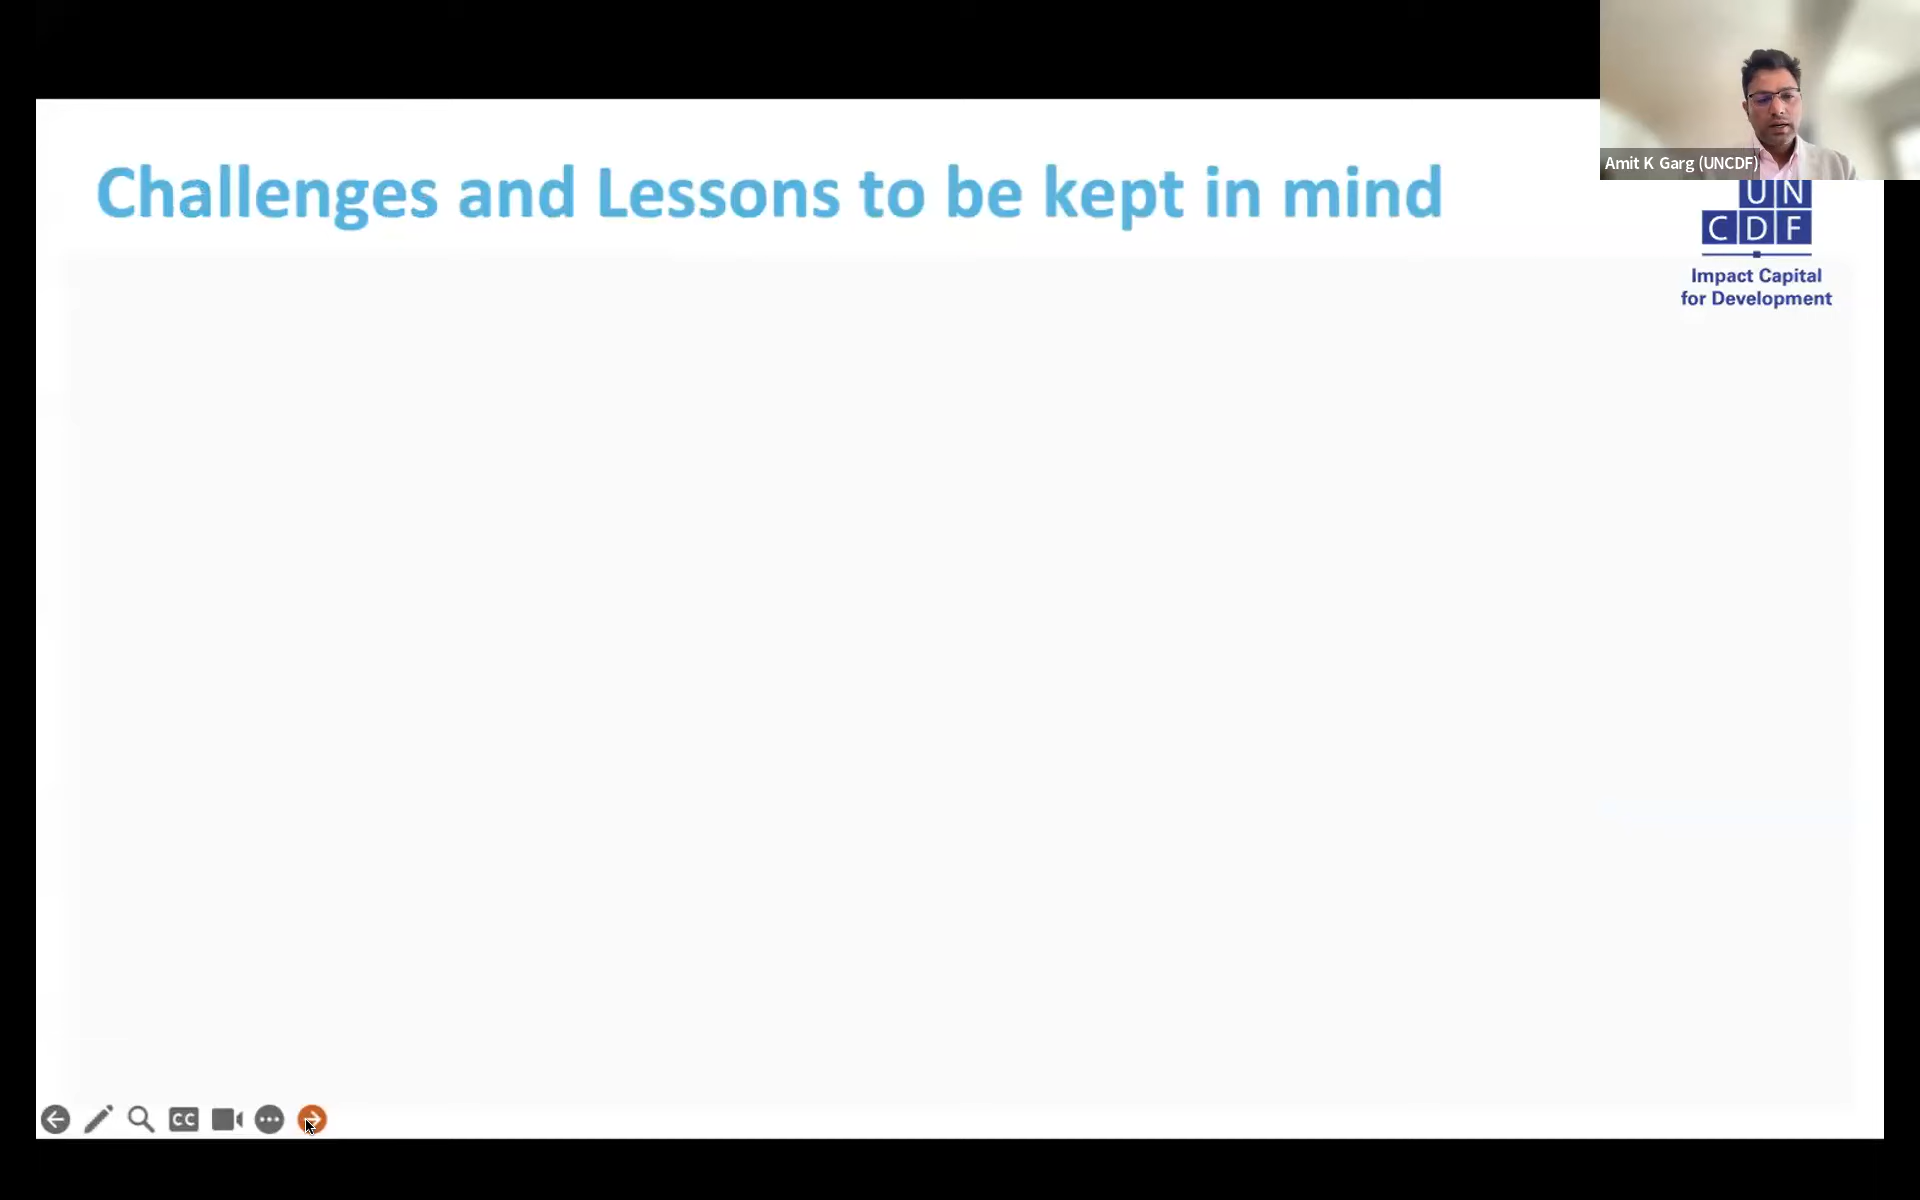 Amit K Garg (UNCDF)
Challenges and Lessons to be kept in mind
UN
CDF
Impact Capital
for Development
CC